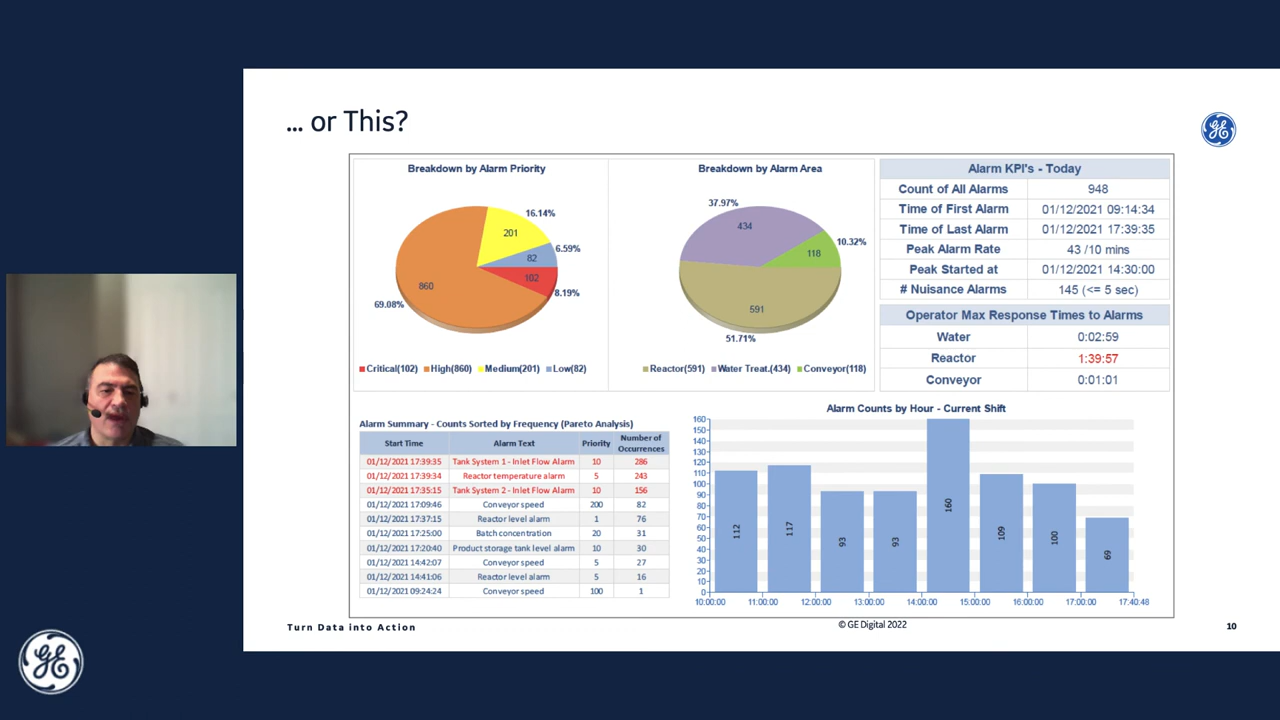 ... or This?
Breakdown by Alarm Priority
16.14%
201
6.59%
82
102
8.19%
860
69.08%
Critical(102) High(860) Medium(201) Low(82)
Breakdown by Alarm Area
37.97%
434
10.32%
118
591
51.71%
Reactor(591) Water Treat.(434) Conveyor(118)
Alarm KPI's - Today
Count of All Alarms 948
Time of First Alarm 01/12/2021 09:14:34
Time of Last Alarm 01/12/2021 17:39:35
Peak Alarm Rate 43 /10 mins
Peak Started at 01/12/2021 14:30:00
# Nuisance Alarms 145 (<= 5 sec)
Operator Max Response Times to Alarms
Water 0:02:59
Reactor 1:39:57
Conveyor 0:01:01
Alarm Summary - Counts Sorted by Frequency (Pareto Analysis)
Start Time Alarm Text Priority Number of Occurrences
01/12/2021 17:39:35 Tank System 1 - Inlet Flow Alarm 10 286
01/12/2021 17:39:34 Reactor temperature alarm 5 243
01/12/2021 17:35:15 Tank System 2 - Inlet Flow Alarm 10 156
01/12/2021 17:09:46 Conveyor speed 200 82
01/12/2021 17:37:15 Reactor level alarm 1 76
01/12/2021 17:25:00 Batch concentration 20 31
01/12/2021 17:20:40 Product storage tank level alarm 10 30
01/12/2021 14:42:07 Conveyor speed 5 27
01/12/2021 14:41:06 Reactor level alarm 5 16
01/12/2021 09:24:24 Conveyor speed 100 1
Alarm Counts by Hour - Current Shift
160
150
140
130
120
110
100
90
80
70
60
50
40
30
20
10
0
112 117 93 93 160 109 100 69
10:00:00 11:00:00 12:00:00 13:00:00 14:00:00 15:00:00 16:00:00 17:00:00 17:40:48
Turn Data into Action
© GE Digital 2022
10
GE
GE